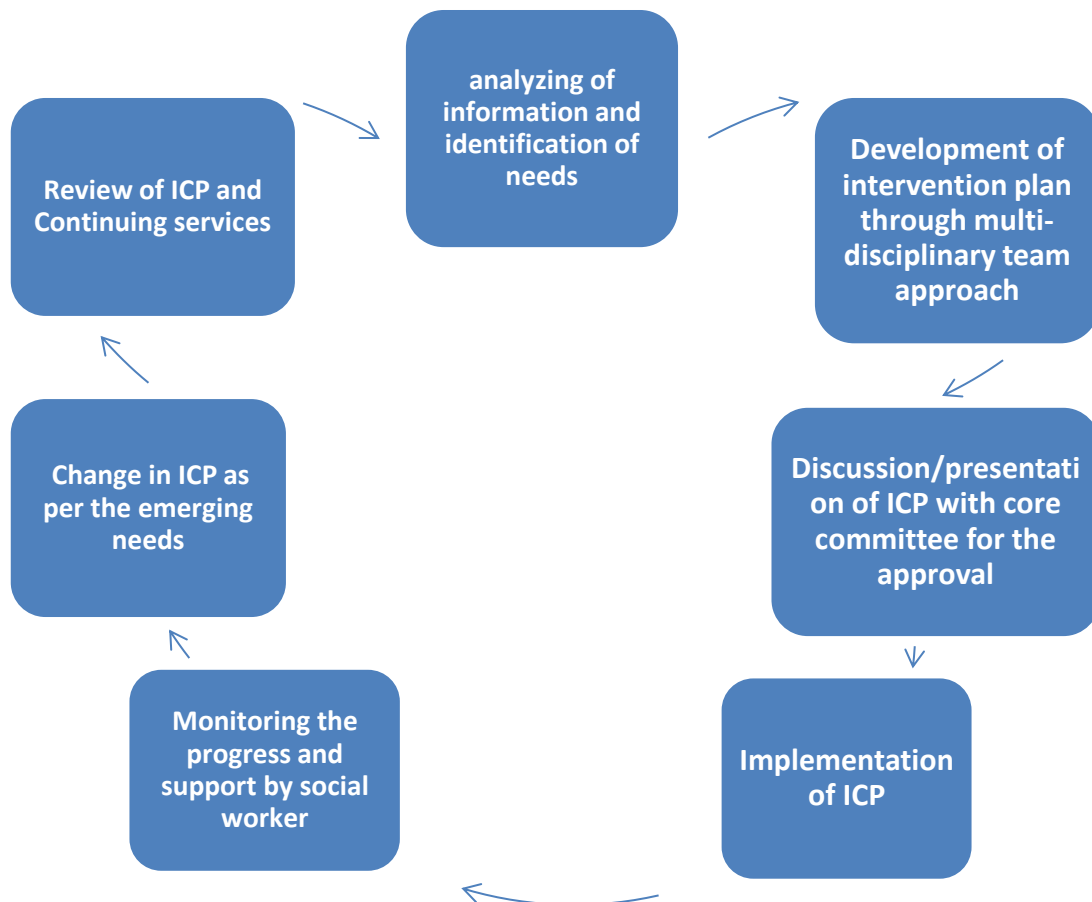 analyzing of
information and
identification of
needs
Development of
intervention plan
through multi-
disciplinary team
approach
Discussion/presentati
on of ICP with core
committee for the
approval
Implementation
of ICP
Monitoring the
progress and
support by social
worker
Change in ICP as
per the emerging
needs
Review of ICP and
Continuing services